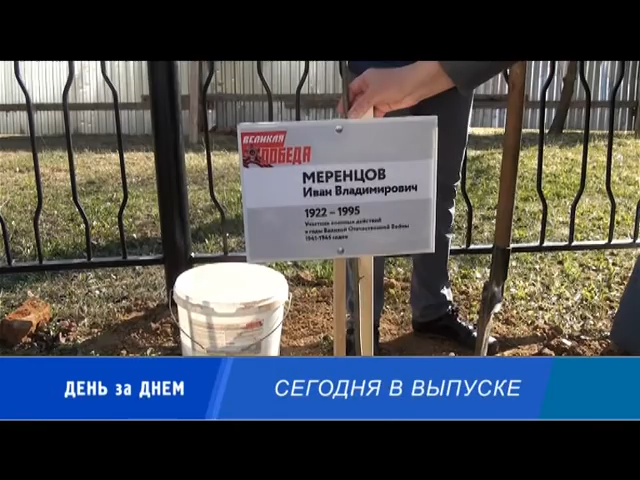 ВЕЛИКАЯ
ПОБЕДА
МЕРЕНЦОВ
Иван Владимирович
1922 – 1995
Участник военных действий
в годы Великой Отечественной Войны
1941-1945 годов
ДЕНЬ за ДНЕМ
СЕГОДНЯ В ВЫПУСКЕ